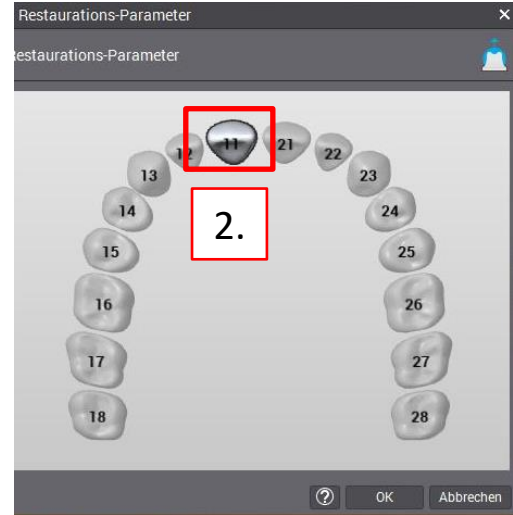 Restaurations-Parameter ×
Restaurations-Parameter
12 11 21 22
13 23
14 24
2.
15 25
16 26
17 27
18 28
? OK Abbrechen